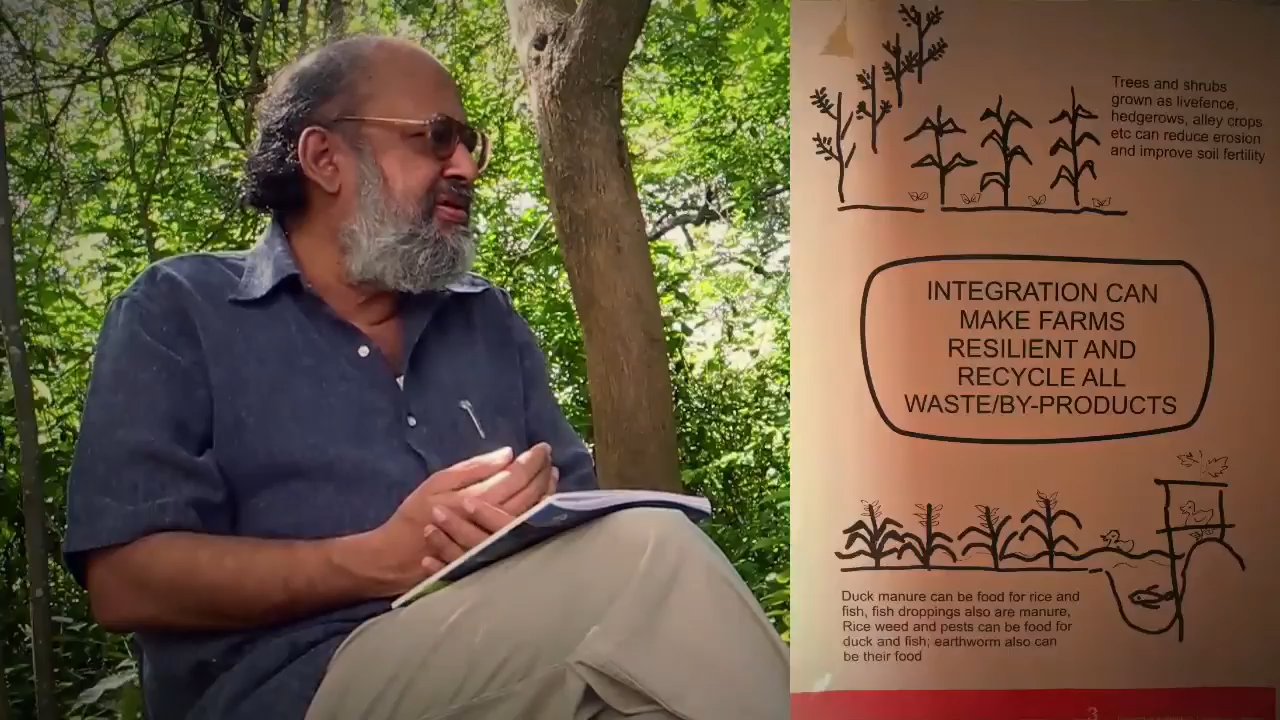 Trees and shrubs
grown as livefence,
hedgerows, alley crops
etc can reduce erosion
and improve soil fertility
INTEGRATION CAN
MAKE FARMS
RESILIENT AND
RECYCLE ALL
WASTE/BY-PRODUCTS
Duck manure can be food for rice and
fish, fish droppings also are manure,
Rice weed and pests can be food for
duck and fish; earthworm also can
be their food
3